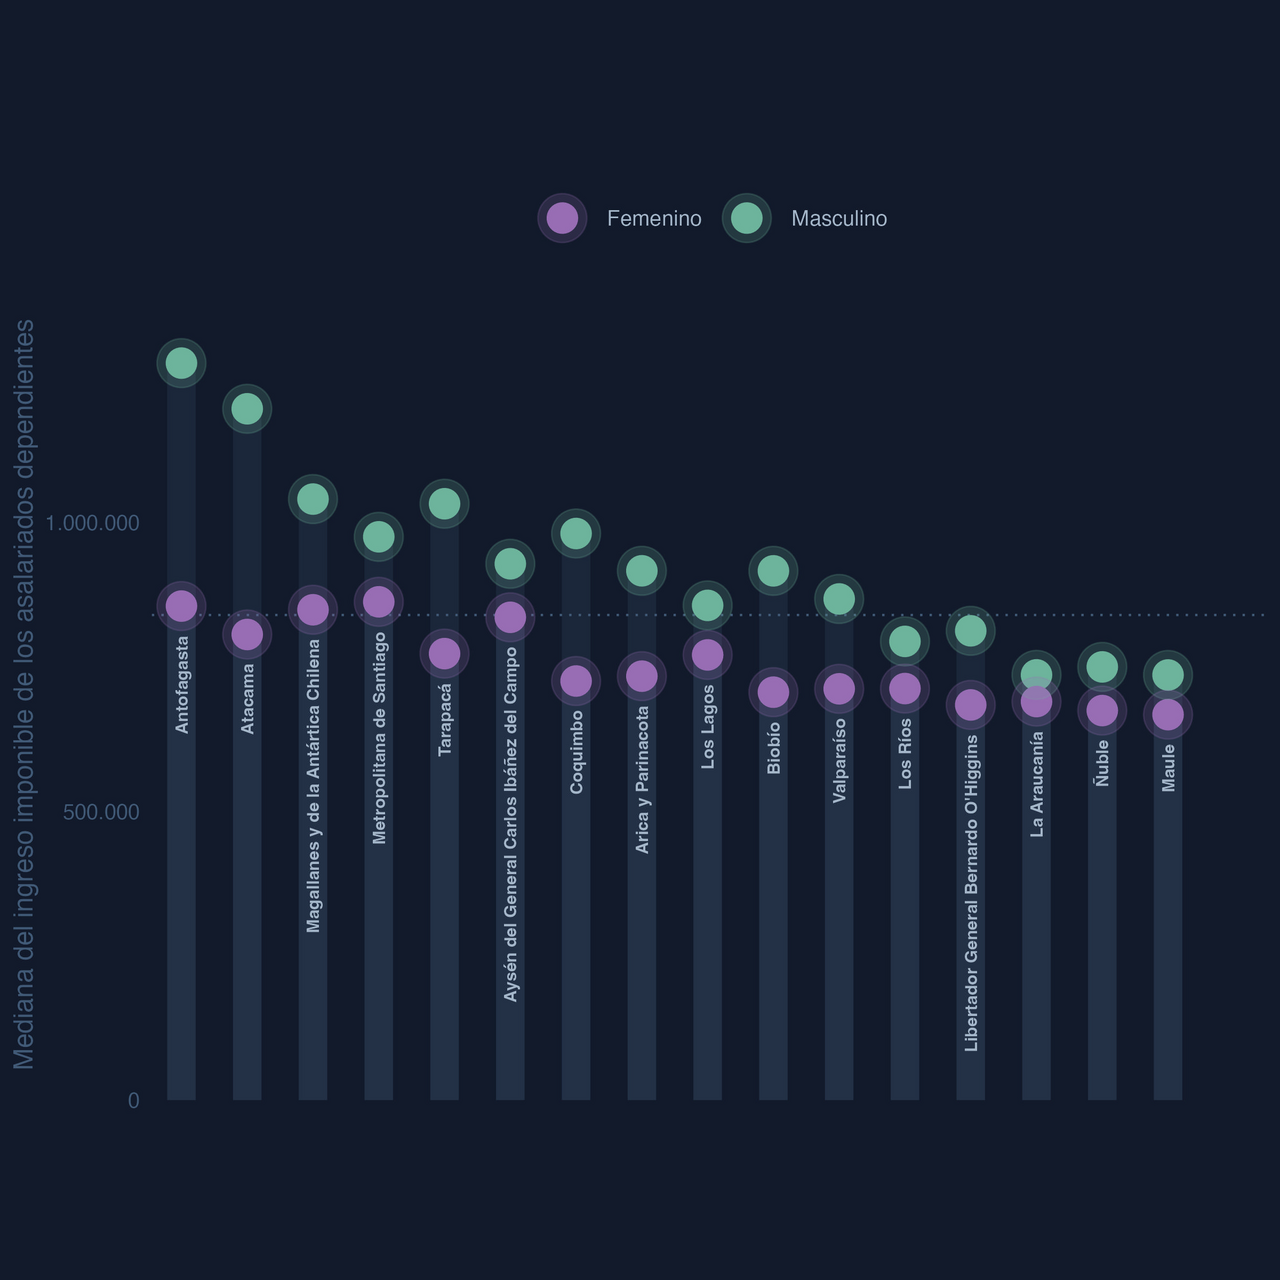 Femenino
Masculino
Mediana del ingreso imponible de los asalariados dependientes
1.000.000
500.000
0
Antofagasta
Atacama
Magallanes y de la Antártica Chilena
Metropolitana de Santiago
Tarapacá
Aysén del General Carlos Ibáñez del Campo
Coquimbo
Arica y Parinacota
Los Lagos
Biobío
Valparaíso
Los Ríos
Libertador General Bernardo O'Higgins
La Araucanía
Ñuble
Maule